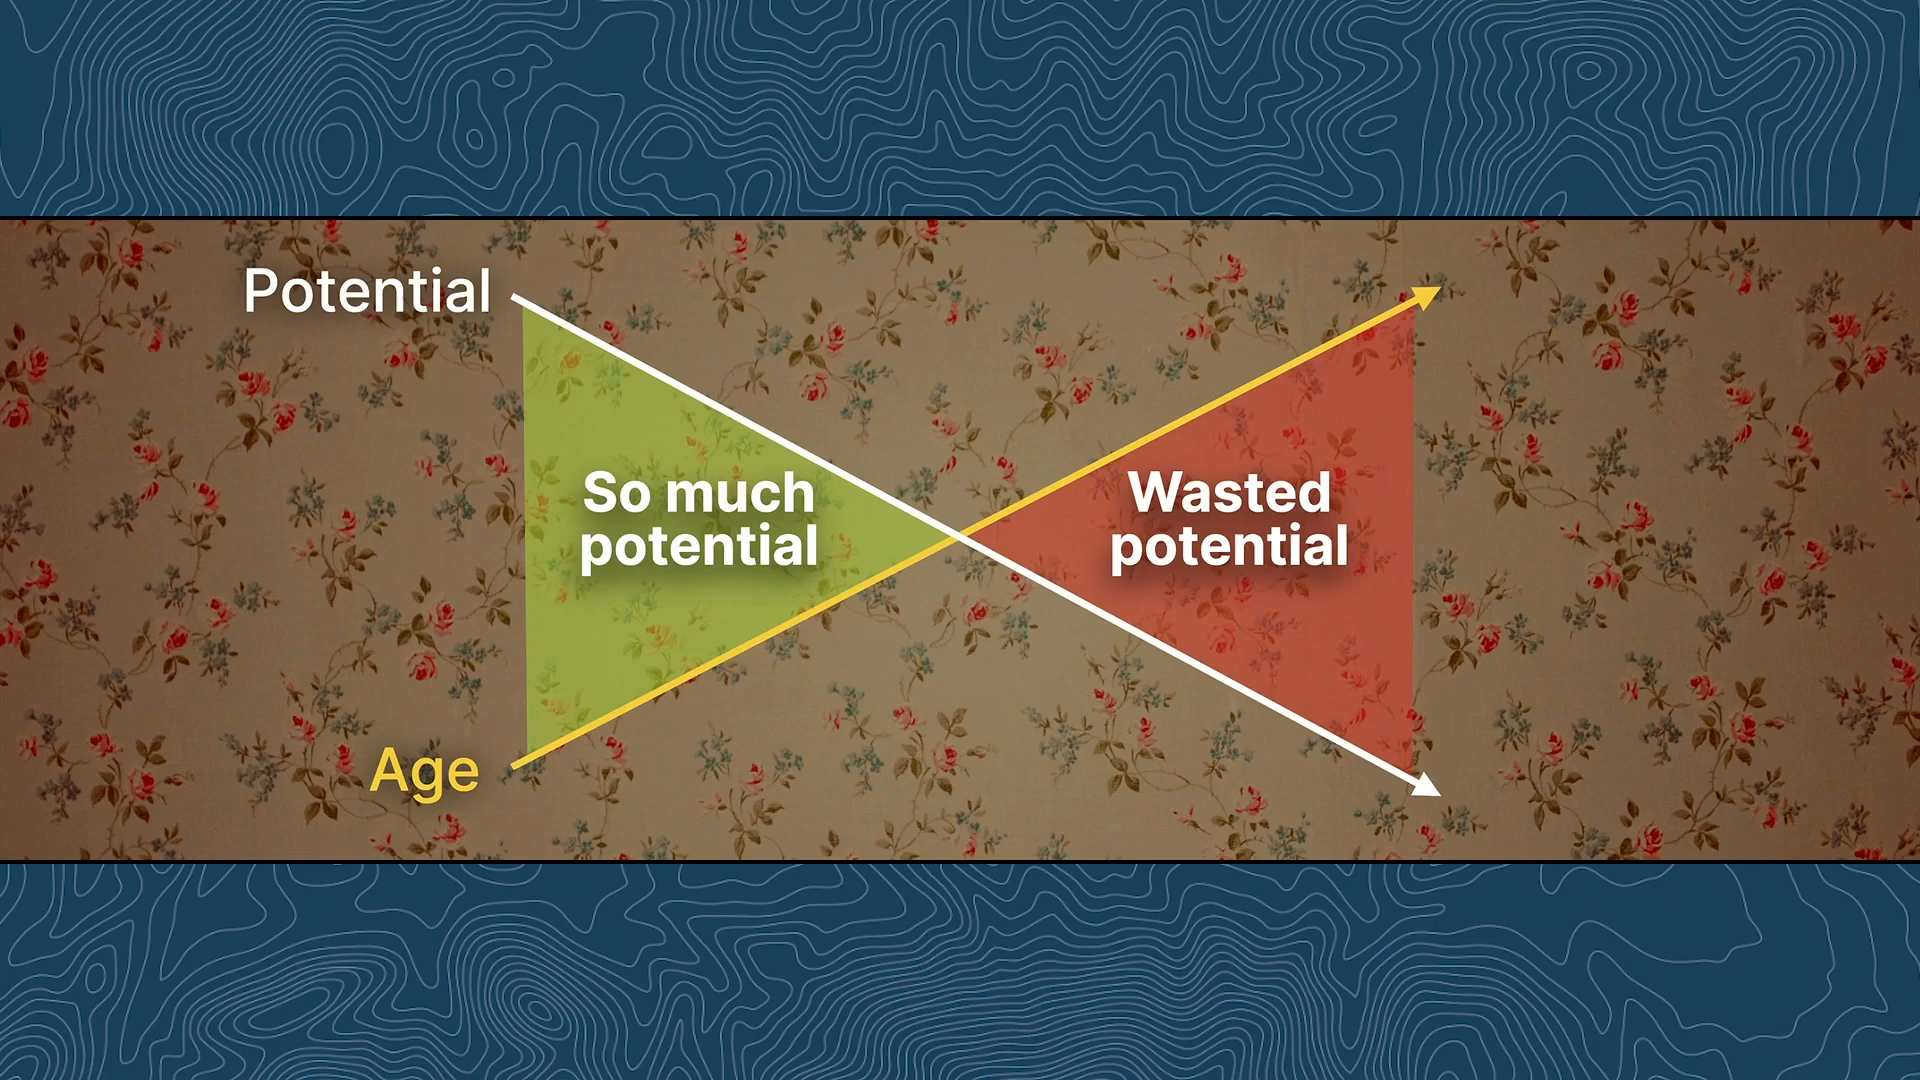 Potential
So much
potential
Wasted
potential
Age